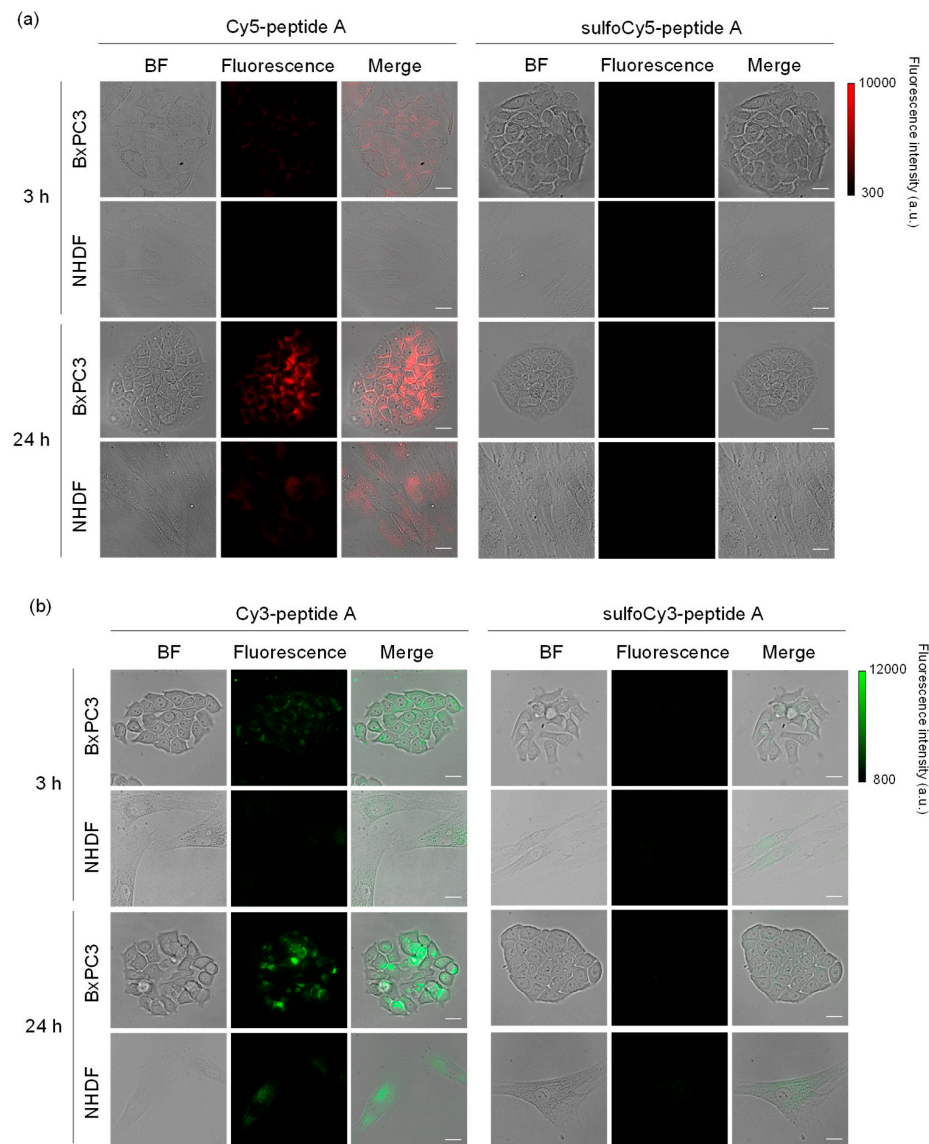 (a)
Cy5-peptide A
sulfoCy5-peptide A
BF Fluorescence Merge
BF Fluorescence Merge
10000
300
Fluorescence intensity (a.u.)
3 h
BxPC3
NHDF
24 h
BxPC3
NHDF
(b)
Cy3-peptide A
sulfoCy3-peptide A
BF Fluorescence Merge
BF Fluorescence Merge
12000
800
Fluorescence intensity (a.u.)
3 h
BxPC3
NHDF
24 h
BxPC3
NHDF